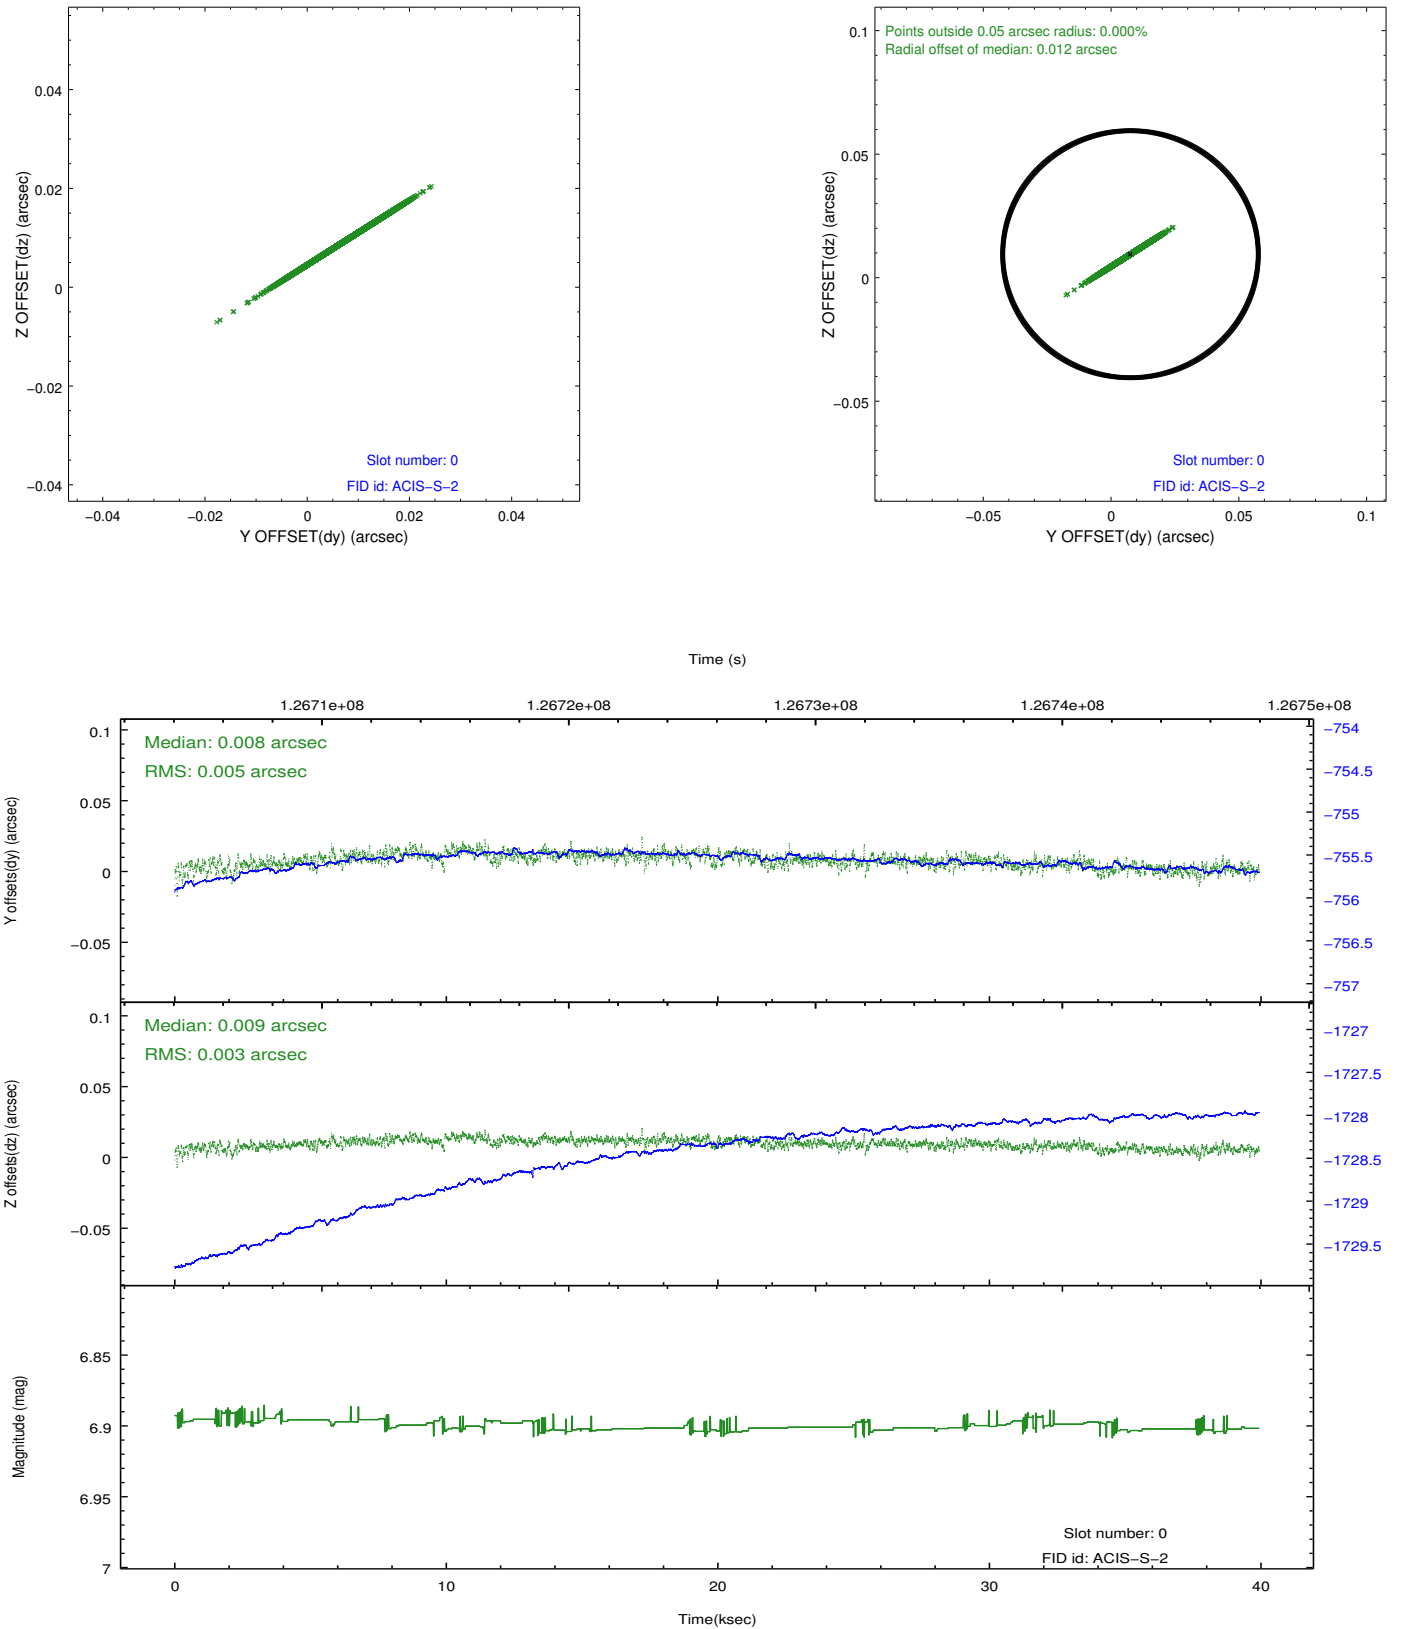 0.04
0.02
0
−0.02
−0.04
Z OFFSET(dz) (arcsec)
Slot number: 0
FID id: ACIS−S−2
−0.04
−0.02
0
0.02
0.04
Y OFFSET(dy) (arcsec)
Points outside 0.05 arcsec radius: 0.000%
Radial offset of median: 0.012 arcsec
0.1
0.05
0
−0.05
Z OFFSET(dz) (arcsec)
Slot number: 0
FID id: ACIS−S−2
−0.05
0
0.05
0.1
Y OFFSET(dy) (arcsec)
Time (s)
1.2671e+08
1.2672e+08
1.2673e+08
1.2674e+08
1.2675e+08
Median: 0.008 arcsec
RMS: 0.005 arcsec
0.1
0.05
0
−0.05
Y offsets(dy) (arcsec)
−754
−754.5
−755
−755.5
−756
−756.5
−757
Median: 0.009 arcsec
RMS: 0.003 arcsec
0.1
0.05
0
−0.05
Z offsets(dz) (arcsec)
−1727
−1727.5
−1728
−1728.5
−1729
−1729.5
6.85
6.9
6.95
7
Magnitude (mag)
Slot number: 0
FID id: ACIS−S−2
0
10
20
30
40
Time(ksec)